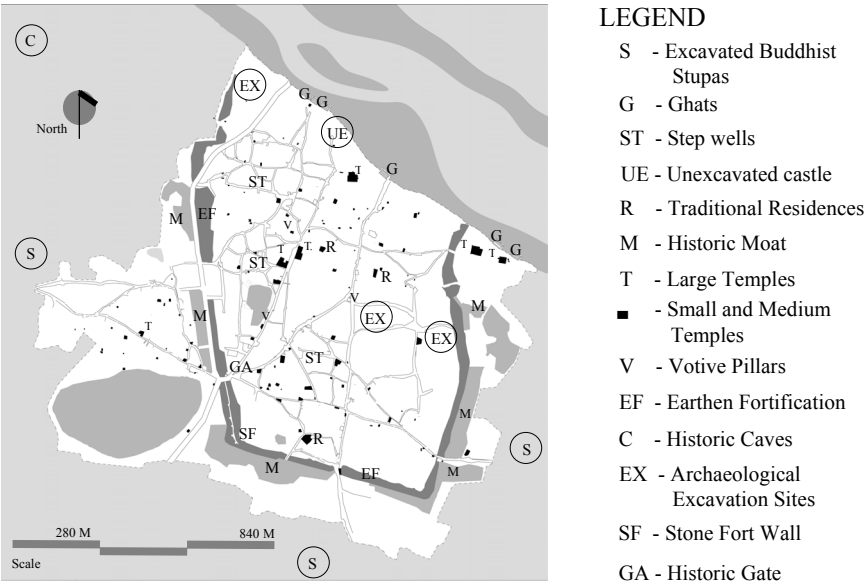 LEGEND
S - Excavated Buddhist
Stupas
G - Ghats
ST - Step wells
UE - Unexcavated castle
R - Traditional Residences
M - Historic Moat
T - Large Temples
- Small and Medium
Temples
V - Votive Pillars
EF - Earthen Fortification
C - Historic Caves
EX - Archaeological
Excavation Sites
SF - Stone Fort Wall
GA - Historic Gate
C
EX
G
G
North
UE
T
G
ST
M
EF
V
G
S
T
T.
R
T
T
G
ST
R
V
M
M
V
EX
T
EX
ST
GA
M
SF
R
S
M
EF
M
280 M
840 M
Scale
S